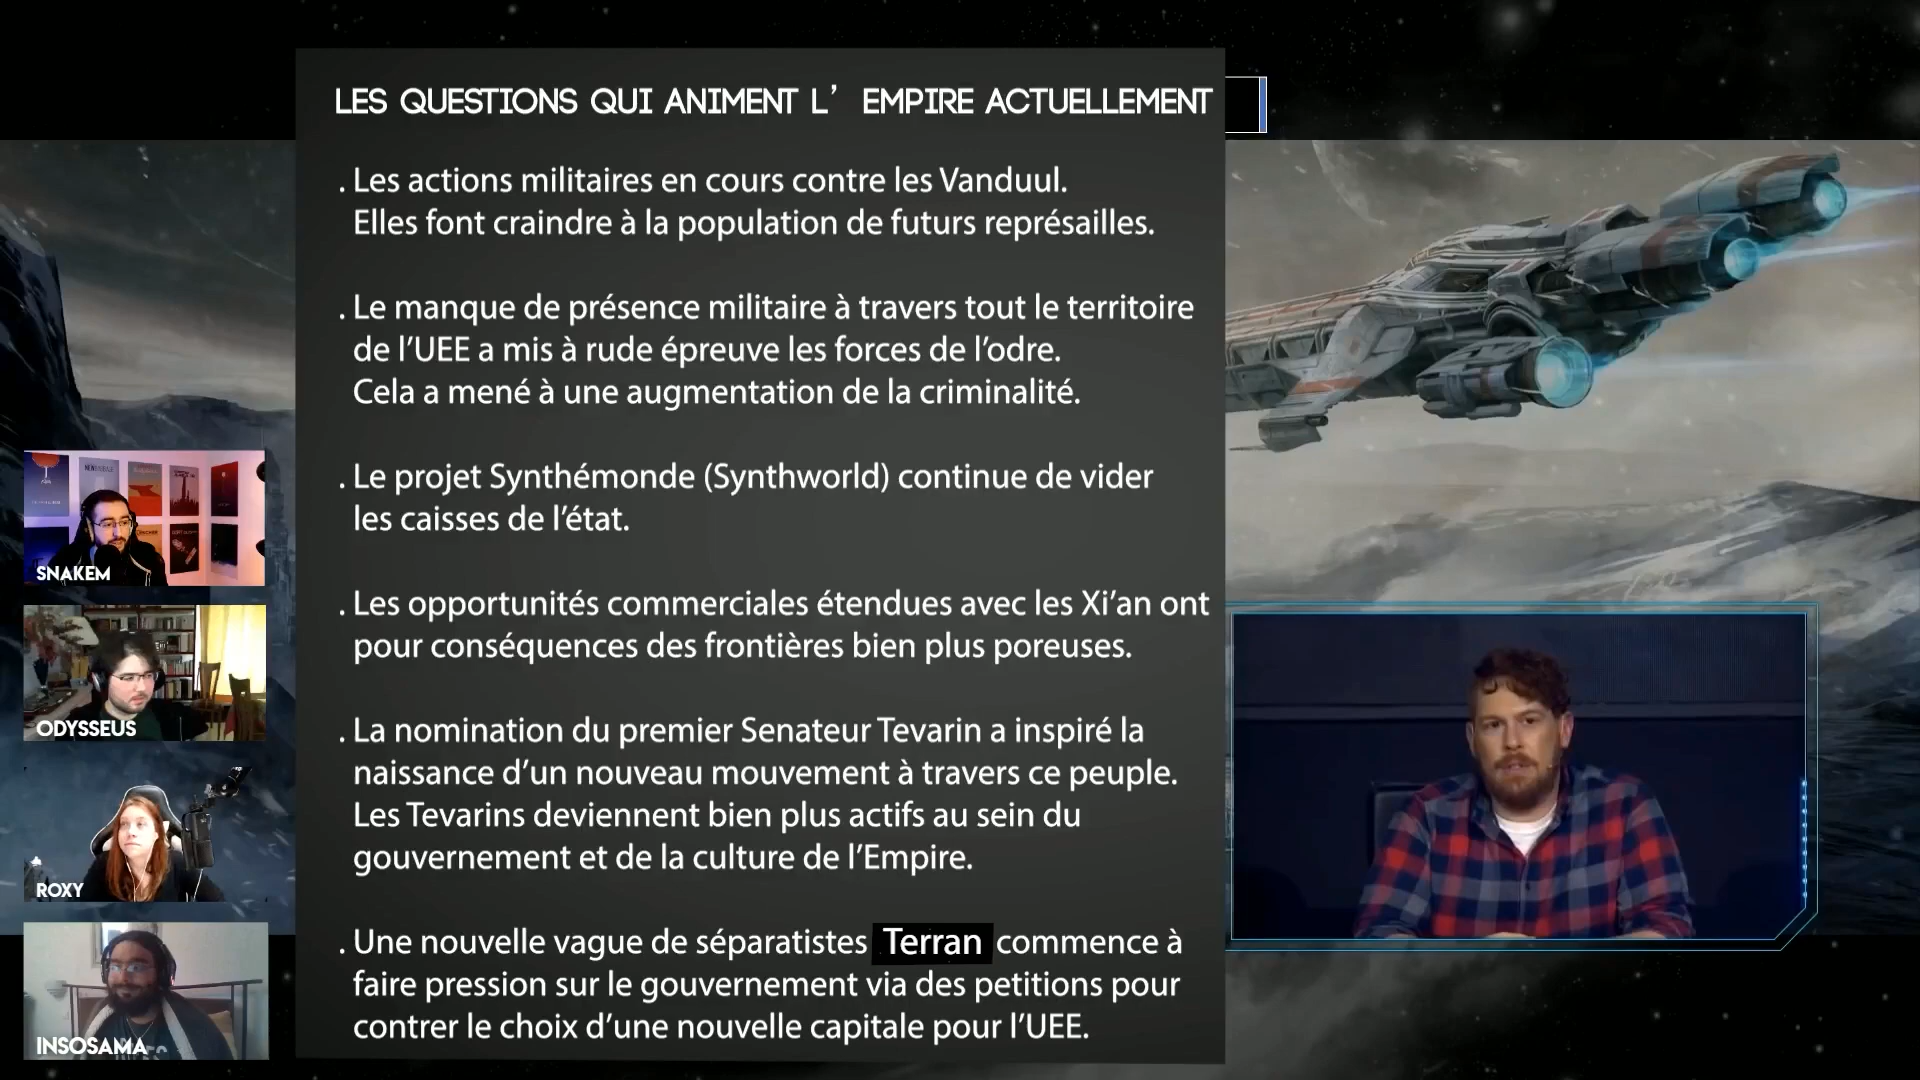 LES QUESTIONS QUI ANIMENT L' EMPIRE ACTUELLEMENT
. Les actions militaires en cours contre les Vanduul.
Elles font craindre à la population de futurs représailles.
. Le manque de présence militaire à travers tout le territoire
de l'UEE a mis à rude épreuve les forces de l'odre.
Cela a mené à une augmentation de la criminalité.
. Le projet Synthémonde (Synthworld) continue de vider
les caisses de l'état.
. Les opportunités commerciales étendues avec les Xi'an ont
pour conséquences des frontières bien plus poreuses.
. La nomination du premier Senateur Tevarin a inspiré la
naissance d'un nouveau mouvement à travers ce peuple.
Les Tevarins deviennent bien plus actifs au sein du
gouvernement et de la culture de l'Empire.
. Une nouvelle vague de séparatistes Terran commence à
faire pression sur le gouvernement via des petitions pour
contrer le choix d'une nouvelle capitale pour l'UEE.
SNAKEM
ODYSSEUS
ROXY
INSOSAMA